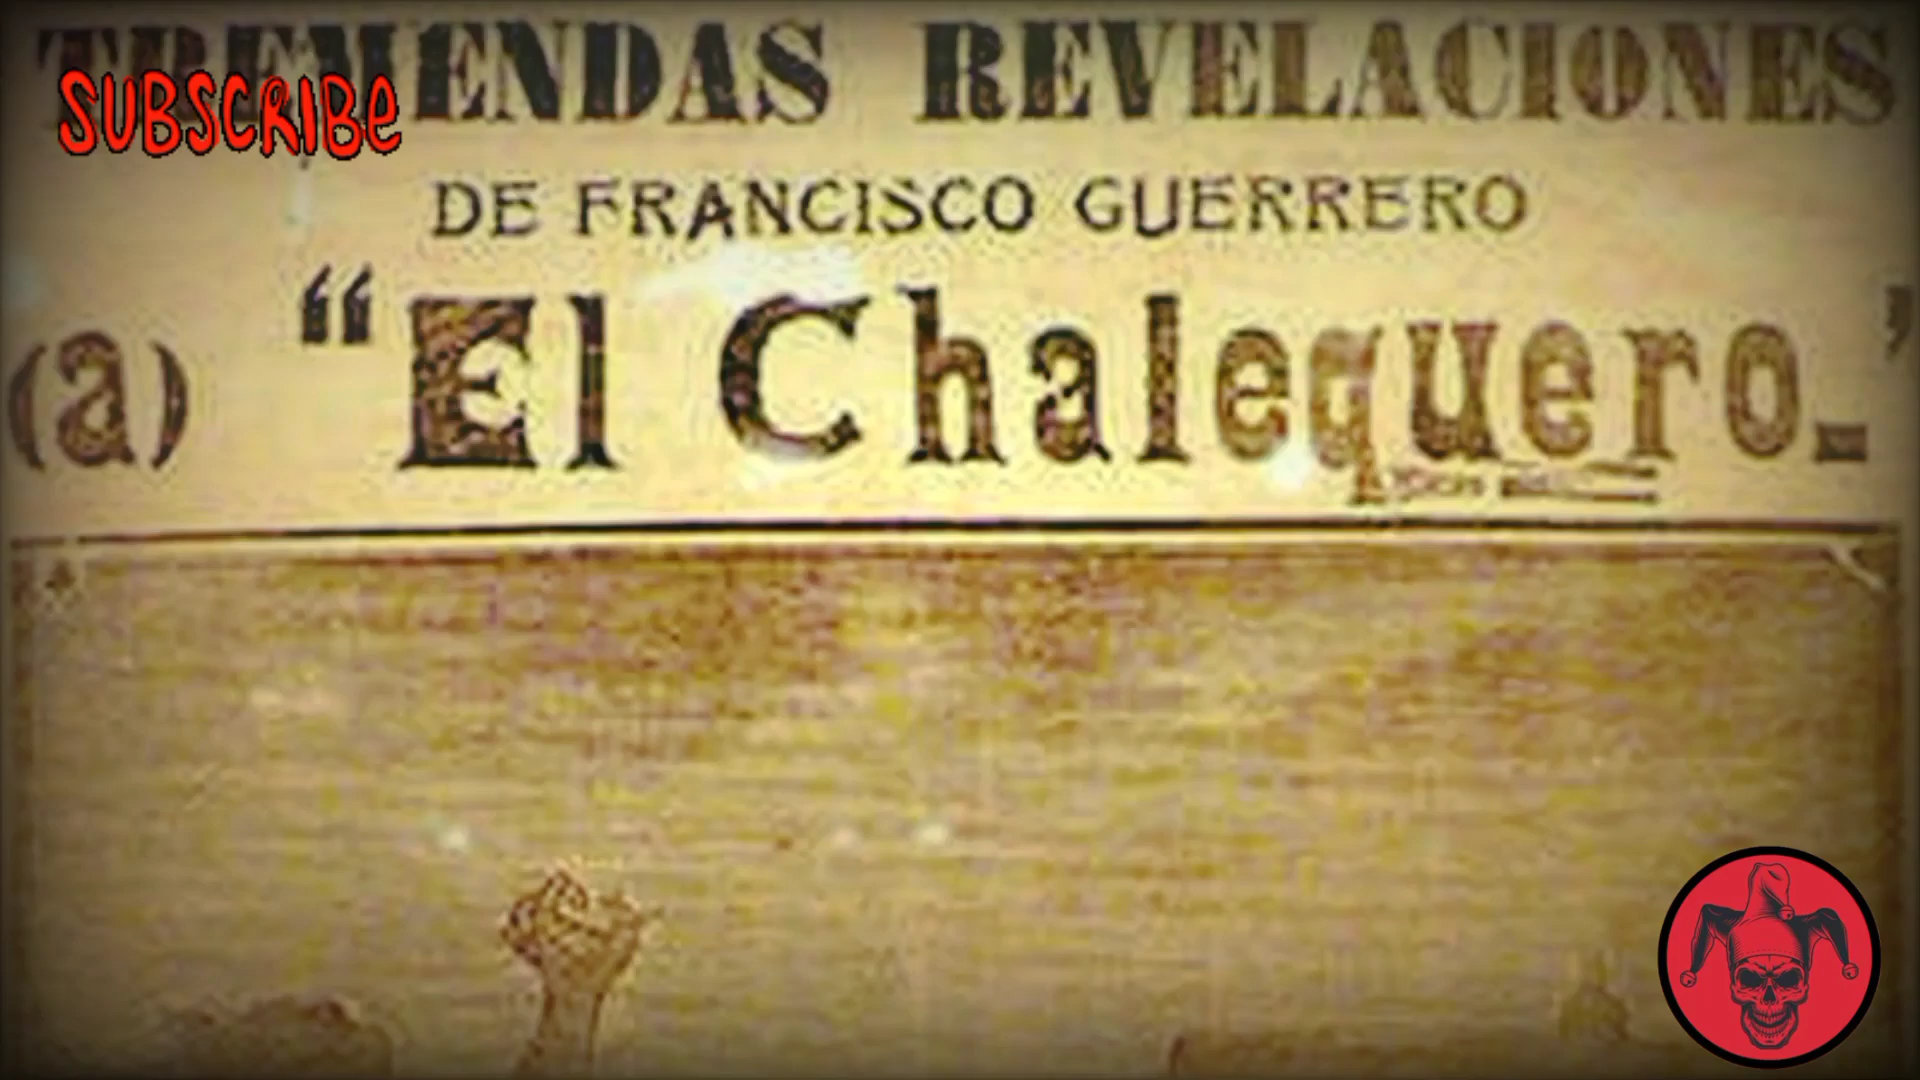 TREMENDAS REVELACIONES
SUBSCRIBE
DE FRANCISCO GUERRERO
(a) "El Chalequero."